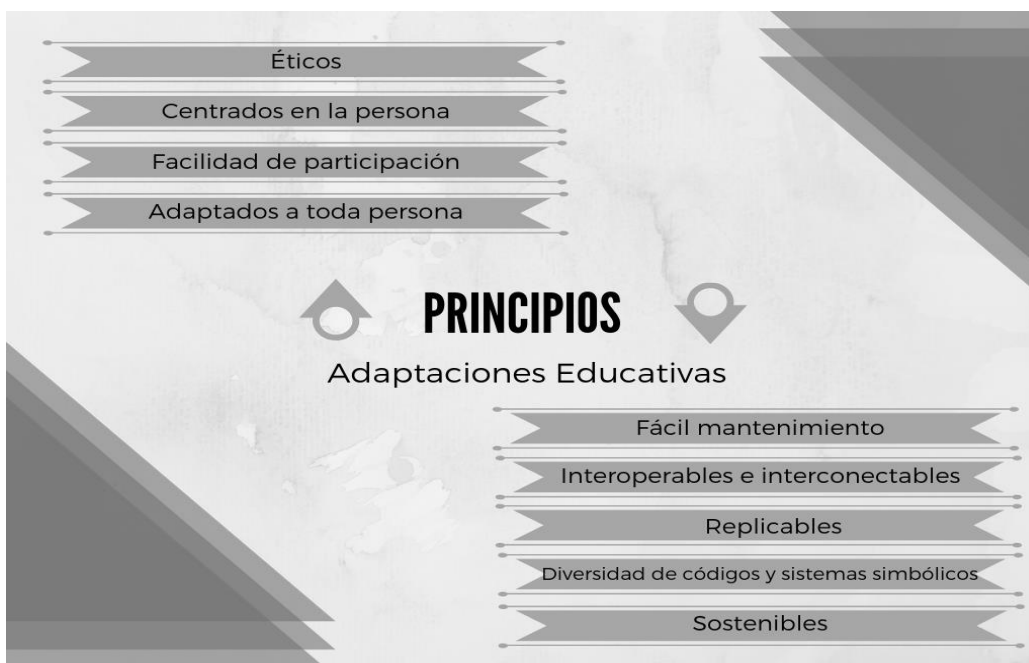 Éticos
Centrados en la persona
Facilidad de participación
Adaptados a toda persona
PRINCIPIOS
Adaptaciones Educativas
Fácil mantenimiento
Interoperables e interconectables
Replicables
Diversidad de códigos y sistemas simbólicos
Sostenibles